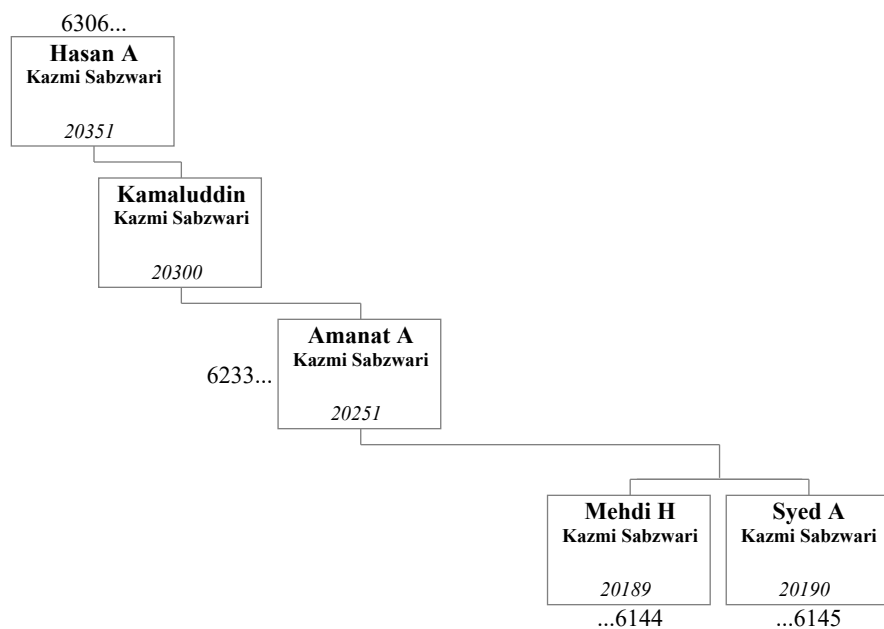 6306...
Hasan A
Kazmi Sabzwari
20351
Kamaluddin
Kazmi Sabzwari
20300
Amanat A
Kazmi Sabzwari
6233...
20251
Mehdi H
Kazmi Sabzwari
20189
...6144
Syed A
Kazmi Sabzwari
20190
...6145